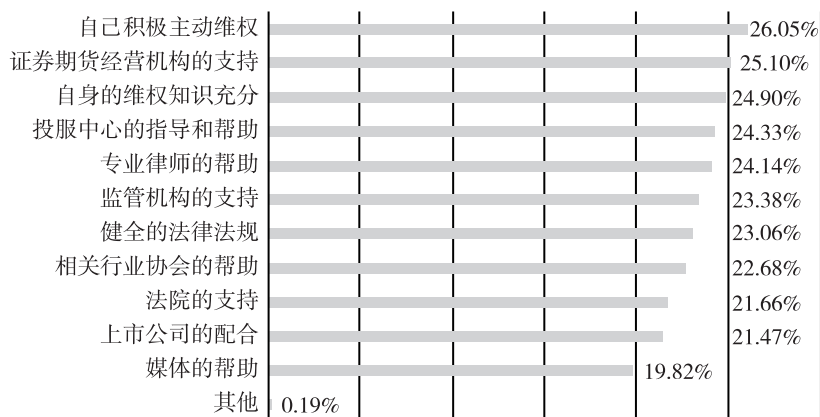 自己积极主动维权 26.05%
证券期货经营机构的支持 25.10%
自身的维权知识充分 24.90%
投服中心的指导和帮助 24.33%
专业律师的帮助 24.14%
监管机构的支持 23.38%
健全的法律法规 23.06%
相关行业协会的帮助 22.68%
法院的支持 21.66%
上市公司的配合 21.47%
媒体的帮助 19.82%
其他 0.19%